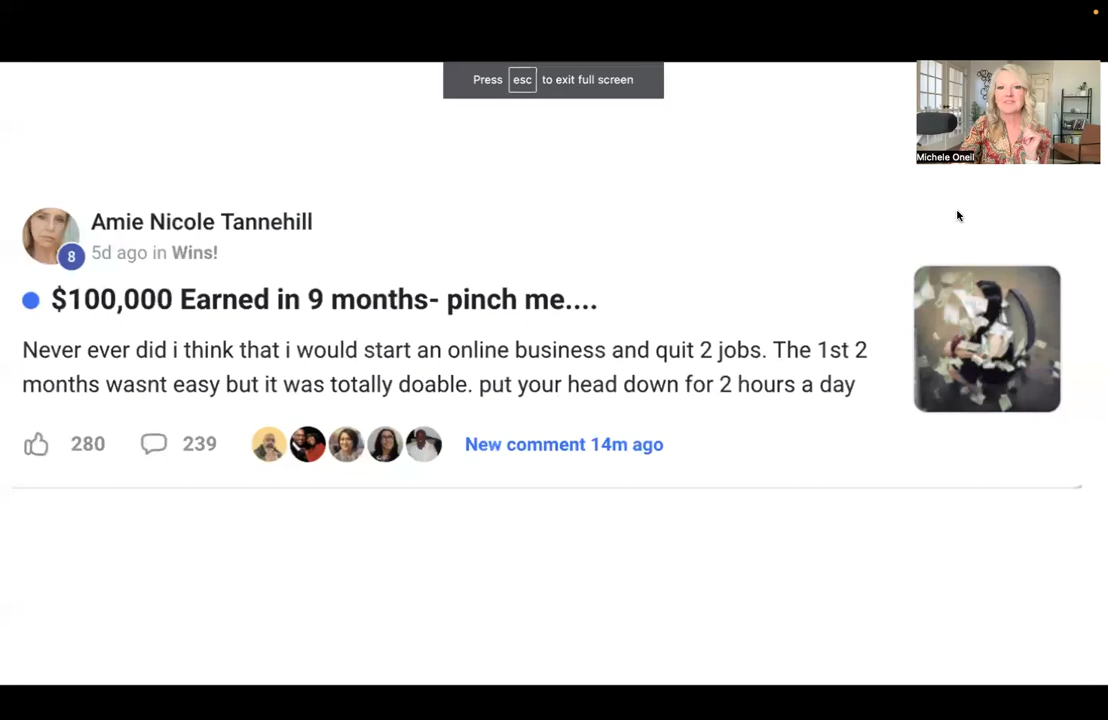 Press esc to exit full screen
Michele Oneil
Amie Nicole Tannehill
8
5d ago in Wins!
$100,000 Earned in 9 months- pinch me....
Never ever did i think that i would start an online business and quit 2 jobs. The 1st 2
months wasnt easy but it was totally doable. put your head down for 2 hours a day
280 239 New comment 14m ago